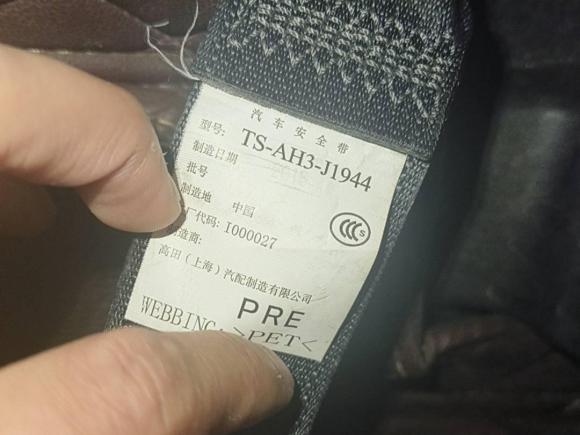 汽车安全带
型号: TS-AH3-J1944
制造日期
批号
制造地 中国
厂代码: I000027
造商:
高田(上海)汽配制造有限公司
PRE
WEBBING: >PET<